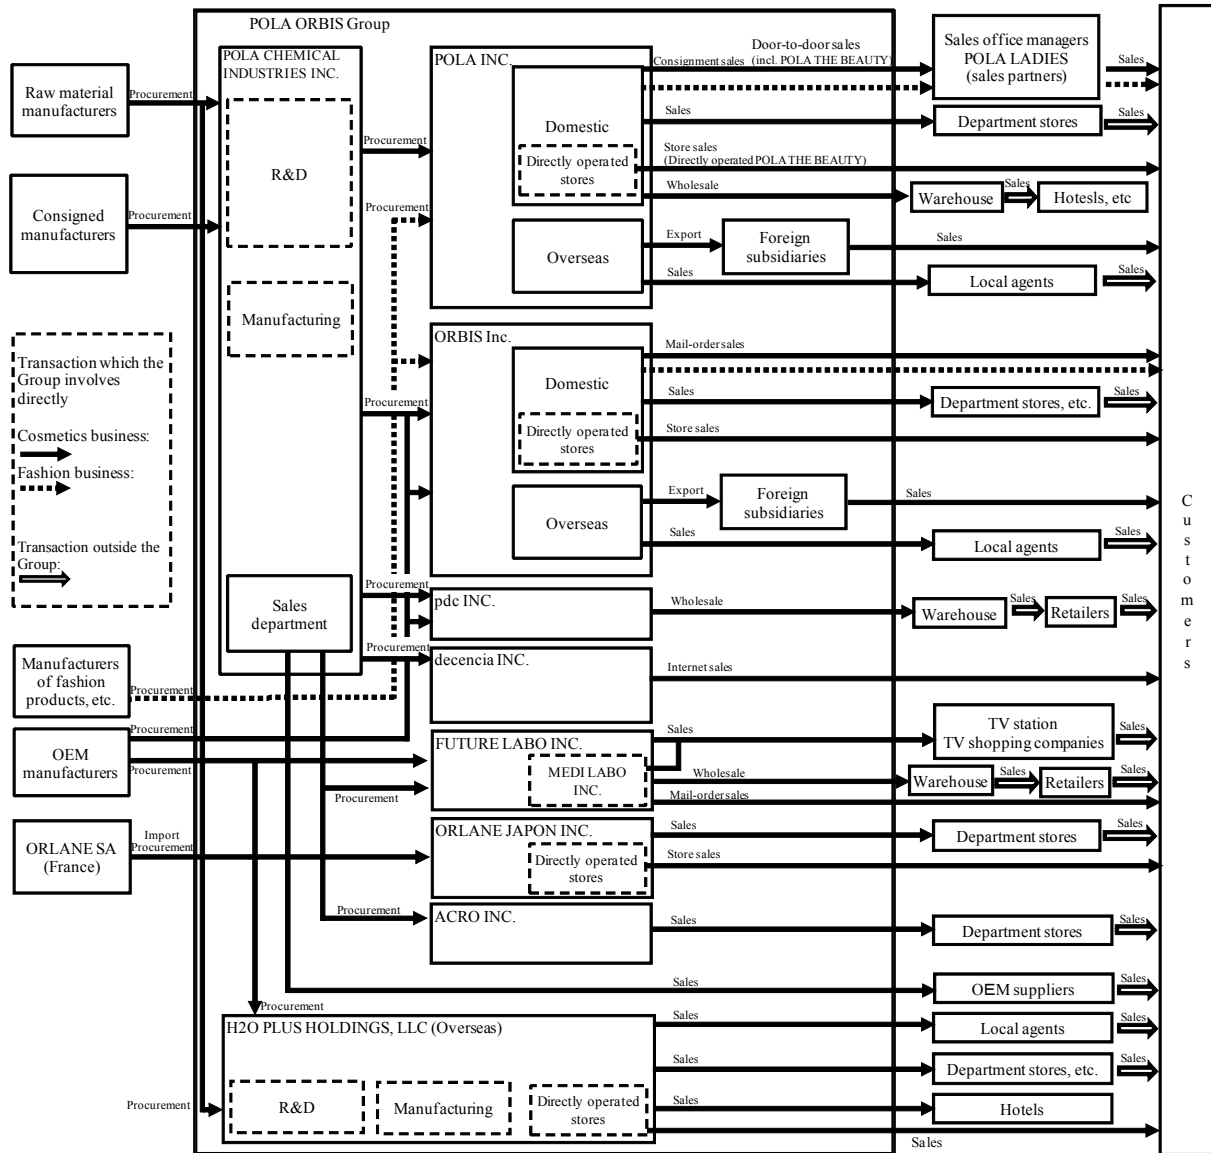 POLA ORBIS Group
POLA CHEMICAL
INDUSTRIES INC.
R&D
Manufacturing
Sales
department
Raw material
manufacturers
Procurement
Consigned
manufacturers
Procurement
Transaction which the
Group involves
directly
Cosmetics business:
Fashion business:
Transaction outside the
Group:
Manufacturers
of fashion
products, etc.
Procurement
OEM
manufacturers
Procurement
Procurement
ORLANE SA
(France)
Import
Procurement
Procurement
Procurement
POLA INC.
Domestic
Directly operated
stores
Overseas
Consignment sales
Door-to-door sales
(incl. POLA THE BEAUTY)
Sales office managers
POLA LADIES
(sales partners)
Sales
Sales
Department stores
Sales
Store sales
(Directly operated POLA THE BEAUTY)
Wholesale
Warehouse
Sales
Hotesls, etc
Export
Foreign
subsidiaries
Sales
Sales
Local agents
Sales
Procurement
ORBIS Inc.
Domestic
Directly operated
stores
Overseas
Mail-order sales
Sales
Department stores, etc.
Sales
Store sales
Export
Foreign
subsidiaries
Sales
Sales
Local agents
Sales
Procurement
pdc INC.
Wholesale
Warehouse
Sales
Retailers
Sales
Procurement
decencia INC.
Internet sales
FUTURE LABO INC.
MEDI LABO
INC.
Procurement
Sales
TV station
TV shopping companies
Sales
Wholesale
Warehouse
Sales
Retailers
Sales
Mail-order sales
ORLANE JAPON INC.
Directly operated
stores
Sales
Department stores
Sales
Store sales
Procurement
ACRO INC.
Sales
Department stores
Sales
Sales
OEM suppliers
Sales
Procurement
H2O PLUS HOLDINGS, LLC (Overseas)
Procurement
R&D
Manufacturing
Directly operated
stores
Sales
Local agents
Sales
Sales
Department stores, etc.
Sales
Sales
Hotels
Sales
Customers